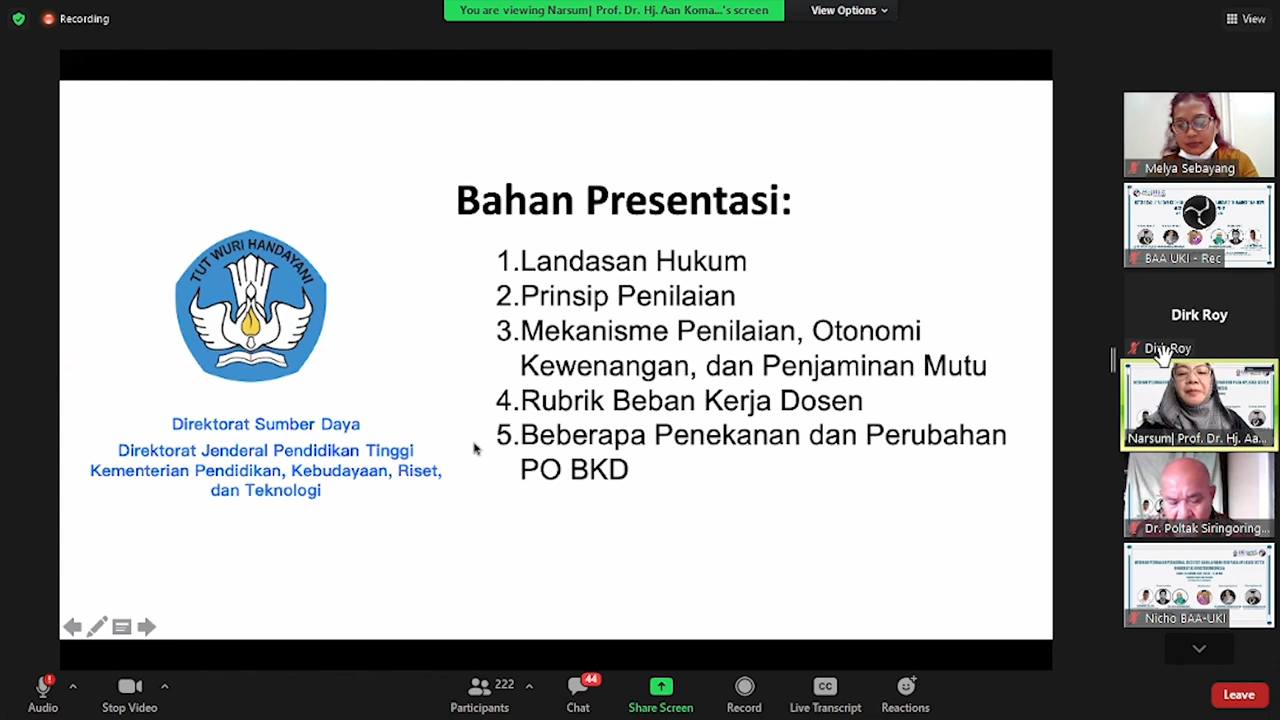 Recording
You are viewing Narsum| Prof. Dr. Hj. Aan Koma...'s screen
View Options
View
Bahan Presentasi:
TUT WURI HANDAYANI
1.Landasan Hukum
2.Prinsip Penilaian
3.Mekanisme Penilaian, Otonomi
Kewenangan, dan Penjaminan Mutu
4.Rubrik Beban Kerja Dosen
5.Beberapa Penekanan dan Perubahan
PO BKD
Direktorat Sumber Daya
Direktorat Jenderal Pendidikan Tinggi
Kementerian Pendidikan, Kebudayaan, Riset,
dan Teknologi
Melya Sebayang
BAA UKI - Rec
Dirk Roy
Dirk Roy
Narsum| Prof. Dr. Hj. Aa...
Dr. Poltak Siringoring...
Nicho BAA-UKI
Audio
Stop Video
222
Participants
44
Chat
Share Screen
Record
CC
Live Transcript
Reactions
Leave